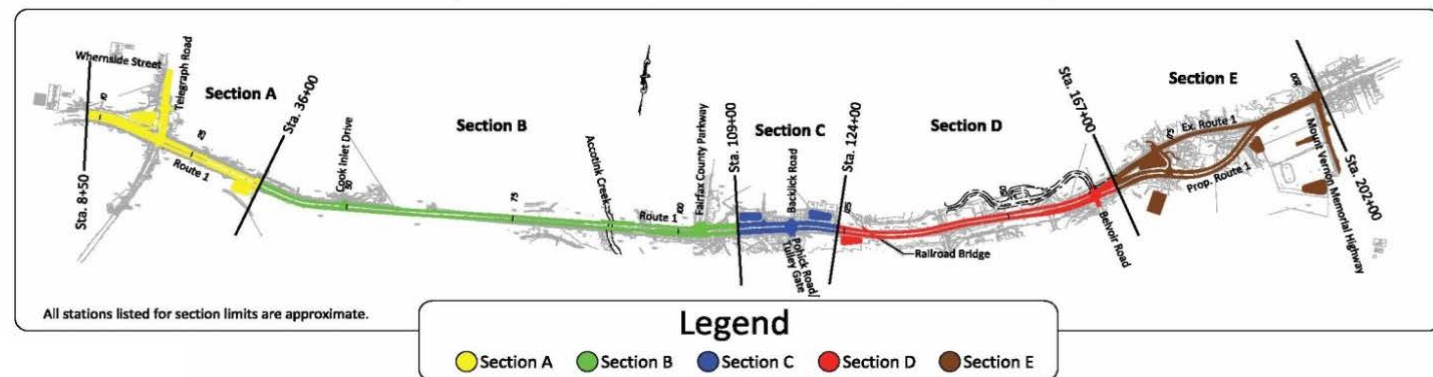 Whernside Street
Telegraph Road
Section A
Sta. 8+50
Route 1
Sta. 36+00
Section B
Cook Inlet Drive
50
75
Accotink Creek
Route 1
Fairfax County Parkway
Sta. 109+00
Section C
Backlick Road
Pohick Road/
Tulley Gate
Sta. 124+00
Section D
Railroad Bridge
Sta. 167+00
Belvoir Road
Section E
Ex. Route 1
Prop. Route 1
Mount Vernon Memorial Highway
Sta. 202+00
All stations listed for section limits are approximate.
Legend
Section A
Section B
Section C
Section D
Section E